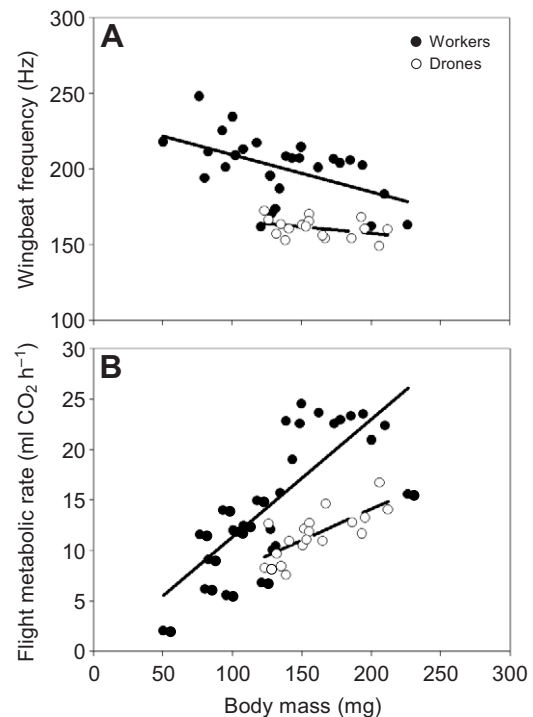 A
Workers
Drones
Wingbeat frequency (Hz)
300
250
200
150
100
B
Flight metabolic rate (ml CO₂ h⁻¹)
30
25
20
15
10
5
0
0 50 100 150 200 250 300
Body mass (mg)